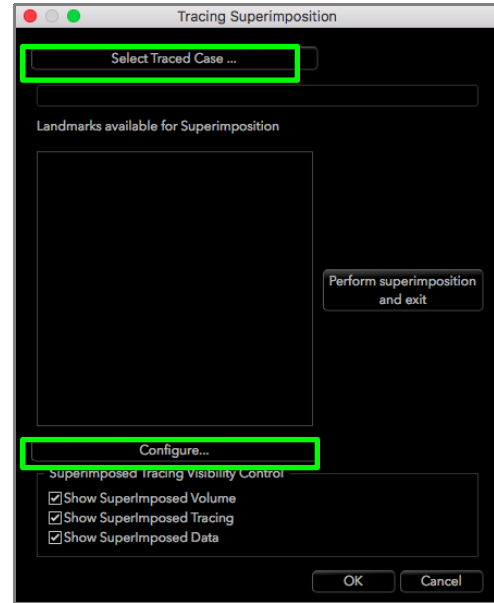 Tracing Superimposition
Select Traced Case ...
Landmarks available for Superimposition
Perform superimposition
and exit
Configure...
Superimposed Tracing Visibility Control
Show SuperImposed Volume
Show SuperImposed Tracing
Show SuperImposed Data
OK
Cancel